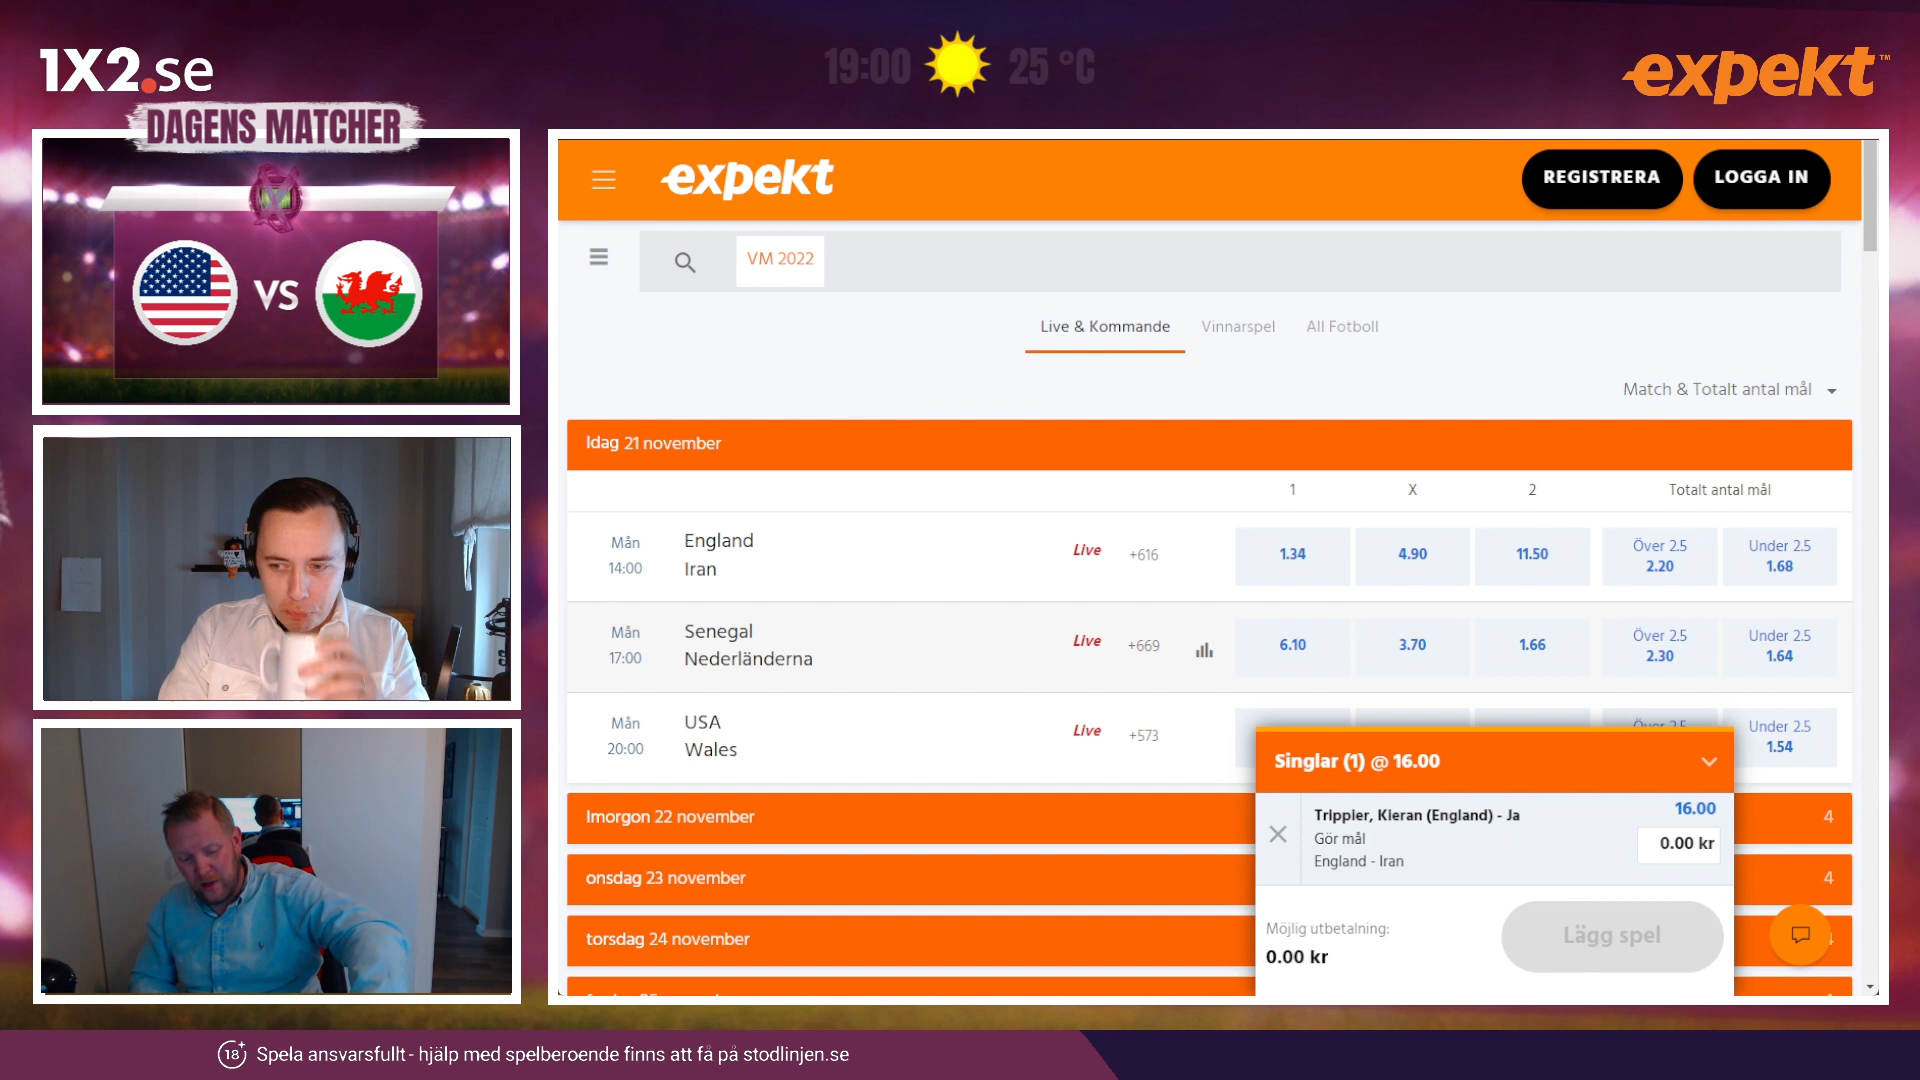 1X2.se
19:00 25 °C
expekt™
DAGENS MATCHER
VS
expekt
REGISTRERA
LOGGA IN
VM 2022
Live & Kommande
Vinnarspel
All Fotboll
Match & Totalt antal mål
Idag 21 november
1 X 2 Totalt antal mål
Mån 14:00
England
Iran
Live +616
1.34 4.90 11.50
Över 2.5
2.20
Under 2.5
1.68
Mån 17:00
Senegal
Nederländerna
Live +669
6.10 3.70 1.66
Över 2.5
2.30
Under 2.5
1.64
Mån 20:00
USA
Wales
Live +573
Över 2.5
Under 2.5
1.54
Imorgon 22 november 4
onsdag 23 november 4
torsdag 24 november
Singlar (1) @ 16.00
Trippier, Kieran (England) - Ja 16.00
Gör mål
England - Iran
0.00 kr
Möjlig utbetalning:
0.00 kr
Lägg spel
18+ Spela ansvarsfullt - hjälp med spelberoende finns att få på stodlinjen.se